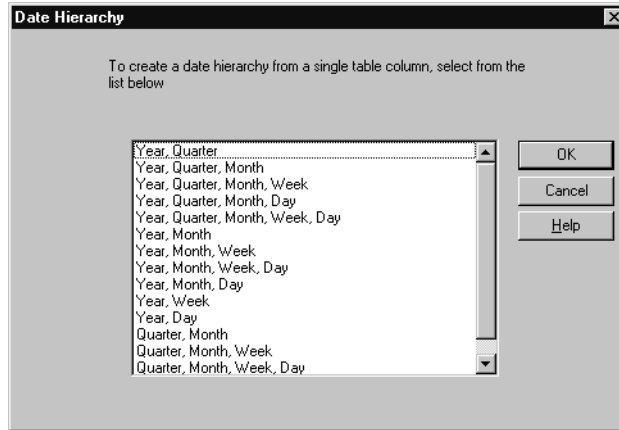 Date Hierarchy
To create a date hierarchy from a single table column, select from the
list below
Year, Quarter
Year, Quarter, Month
Year, Quarter, Month, Week
Year, Quarter, Month, Day
Year, Quarter, Month, Week, Day
Year, Month
Year, Month, Week
Year, Month, Week, Day
Year, Month, Day
Year, Week
Year, Day
Quarter, Month
Quarter, Month, Week
Quarter, Month, Week, Day
OK
Cancel
Help